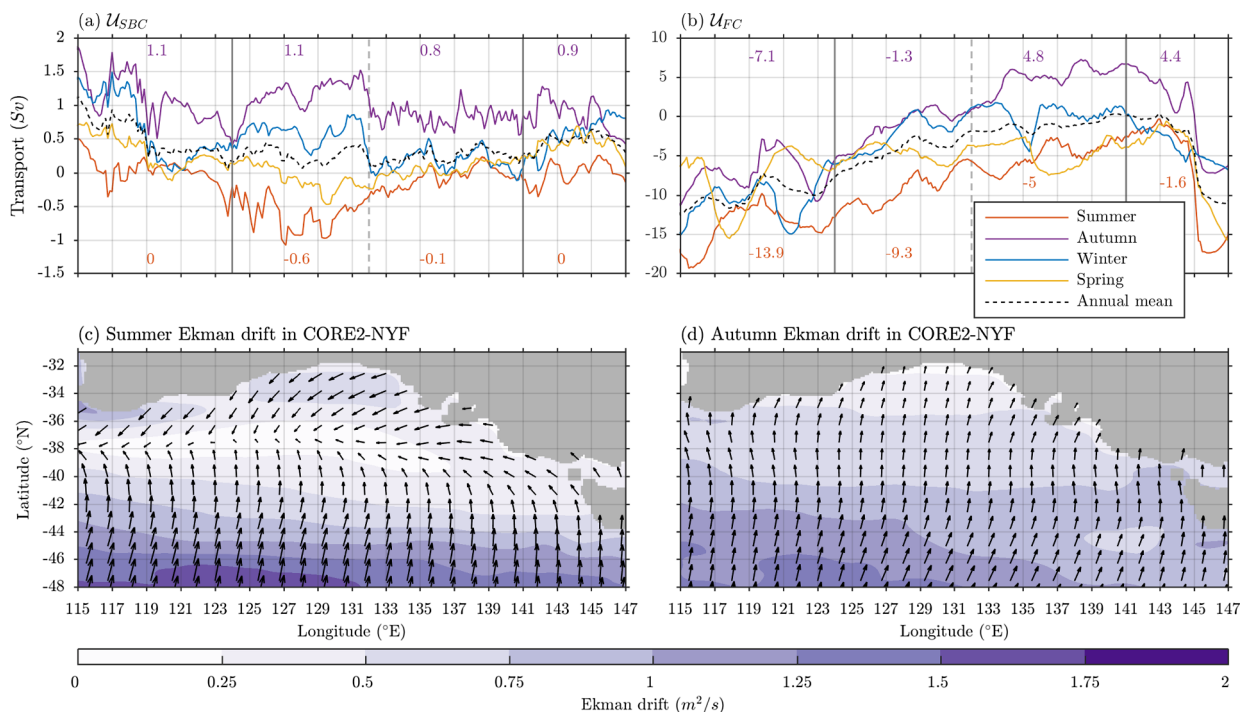 (a) U_SBC
(b) U_FC
Transport (Sv)
2
1.5
1
0.5
0
-0.5
-1
-1.5
1.1
1.1
0.8
0.9
0
-0.6
-0.1
0
10
5
0
-5
-10
-15
-20
-7.1
-1.3
4.8
4.4
-13.9
-9.3
-5
-1.6
Summer
Autumn
Winter
Spring
Annual mean
(c) Summer Ekman drift in CORE2-NYF
(d) Autumn Ekman drift in CORE2-NYF
Latitude (°N)
-32
-34
-36
-38
-40
-42
-44
-46
-48
115 117 119 121 123 125 127 129 131 133 135 137 139 141 143 145 147
115 117 119 121 123 125 127 129 131 133 135 137 139 141 143 145 147
Longitude (°E)
Longitude (°E)
0 0.25 0.5 0.75 1 1.25 1.5 1.75 2
Ekman drift (m²/s)